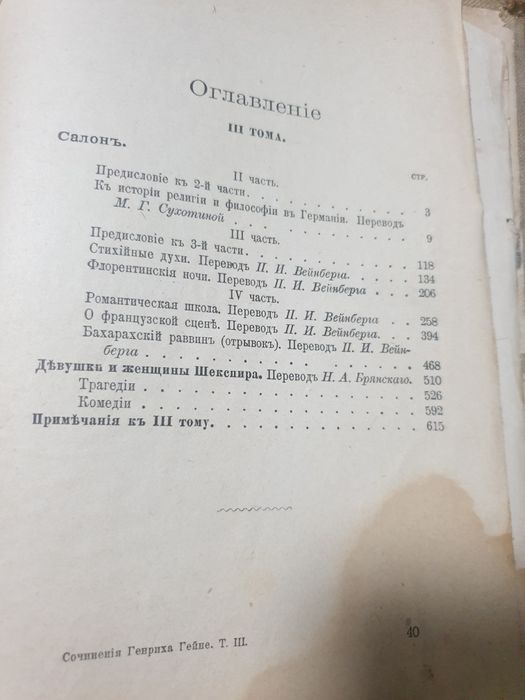 Оглавленіе
III ТОМА.
Салонъ.
II часть.
СТР.
Предисловіе къ 2-й части. . . . . . . . . . 3
Къ исторіи религіи и философіи въ Германіи. Переводъ
М. Г. Сухотиной . . . . . . . . . . 9
III часть.
Предисловіе къ 3-й части. . . . . . . . . . 118
Стихійные духи. Переводъ П. И. Вейнберга. . . . . 134
Флорентинскія ночи. Переводъ П. И. Вейнберга . . . 206
IV часть.
Романтическая школа. Переводъ П. И. Вейнберга . . 258
О французской сценѣ. Переводъ П. И. Вейнберга. . . 394
Бахарахскій раввинъ (отрывокъ). Переводъ П. И. Вейн-
берга . . . . . . . . . . 468
Дѣвушки и женщины Шекспира. Переводъ Н. А. Брянскаго. 510
Трагедіи . . . . . . . . . . 526
Комедіи . . . . . . . . . . 592
Примѣчанія къ III тому. . . . . . . . . . 615
Сочиненія Генриха Гейне. Т. III.
40